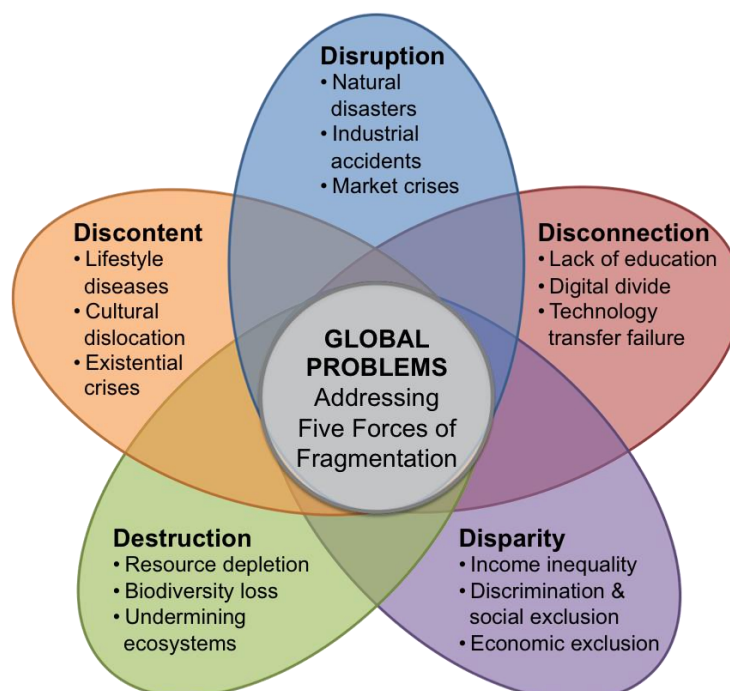 Disruption
• Natural
disasters
• Industrial
accidents
• Market crises
Discontent
• Lifestyle
diseases
• Cultural
dislocation
• Existential
crises
Disconnection
• Lack of education
• Digital divide
• Technology
transfer failure
GLOBAL
PROBLEMS
Addressing
Five Forces of
Fragmentation
Destruction
• Resource depletion
• Biodiversity loss
• Undermining
ecosystems
Disparity
• Income inequality
• Discrimination &
social exclusion
• Economic exclusion